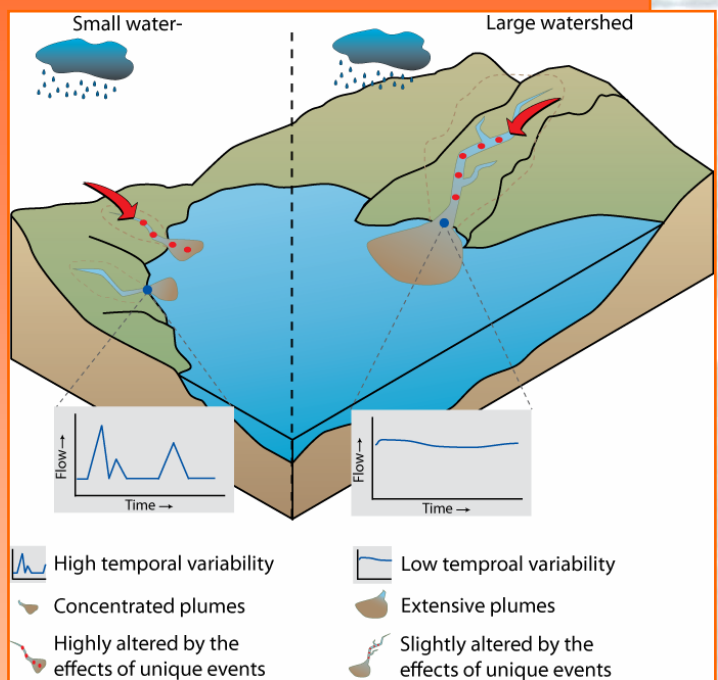 Small water-
Large watershed
Flow→
Time →
Flow→
Time →
High temporal variability
Concentrated plumes
Highly altered by the
effects of unique events
Low temproal variability
Extensive plumes
Slightly altered by the
effects of unique events